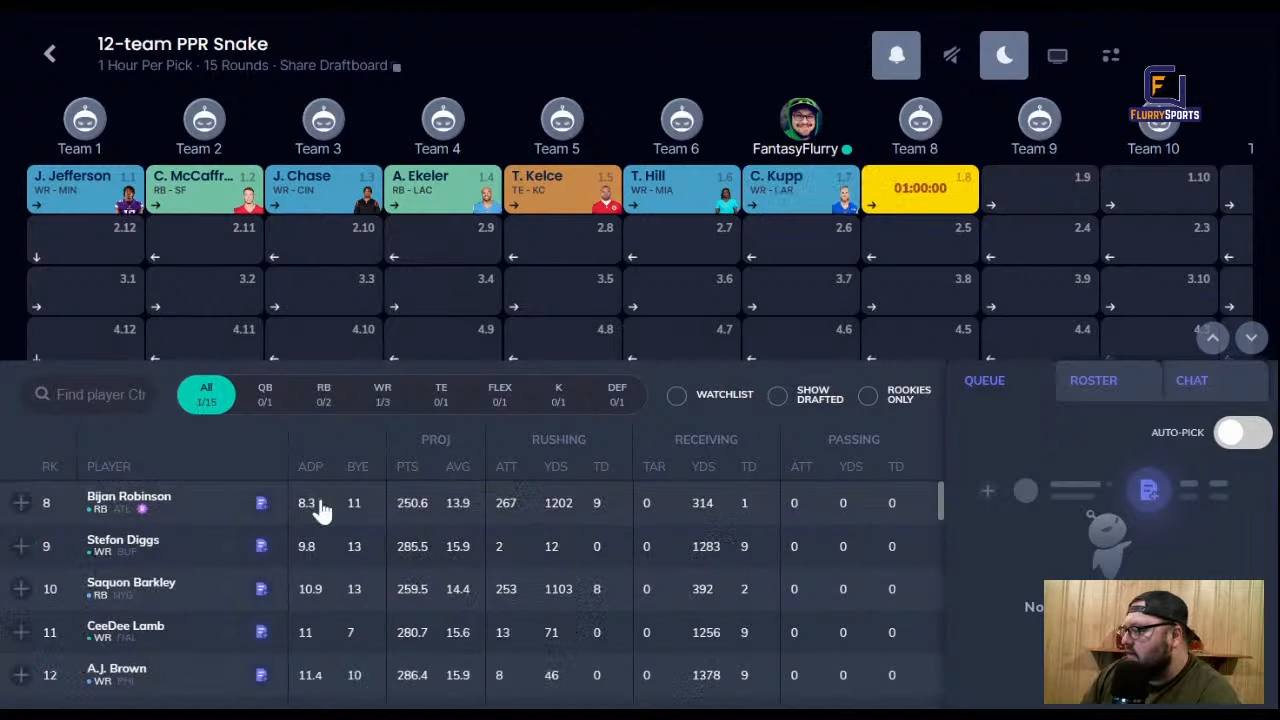 12-team PPR Snake
1 Hour Per Pick · 15 Rounds · Share Draftboard
F
FLURRYSPORTS
Team 1
Team 2
Team 3
Team 4
Team 5
Team 6
FantasyFlurry
Team 8
Team 9
Team 10
J. Jefferson 1.1
WR - MIN
C. McCaffr... 1.2
RB - SF
J. Chase 1.3
WR - CIN
A. Ekeler 1.4
RB - LAC
T. Kelce 1.5
TE - KC
T. Hill 1.6
WR - MIA
C. Kupp 1.7
WR - LAR
1.8
01:00:00
1.9
1.10
2.12 2.11 2.10 2.9 2.8 2.7 2.6 2.5 2.4 2.3
3.1 3.2 3.3 3.4 3.5 3.6 3.7 3.8 3.9 3.10
4.12 4.11 4.10 4.9 4.8 4.7 4.6 4.5 4.4
Find player Ctr
All
1/15
QB
0/1
RB
0/2
WR
1/3
TE
0/1
FLEX
0/1
K
0/1
DEF
0/1
WATCHLIST
SHOW
DRAFTED
ROOKIES
ONLY
QUEUE ROSTER CHAT
AUTO-PICK
PROJ RUSHING RECEIVING PASSING
RK PLAYER ADP BYE PTS AVG ATT YDS TD TAR YDS TD ATT YDS TD
8 Bijan Robinson 8.3 11 250.6 13.9 267 1202 9 0 314 1 0 0 0
RB ATL
9 Stefon Diggs 9.8 13 285.5 15.9 2 12 0 0 1283 9 0 0 0
WR BUF
10 Saquon Barkley 10.9 13 259.5 14.4 253 1103 8 0 392 2 0 0 0
RB NYG
11 CeeDee Lamb 11 7 280.7 15.6 13 71 0 0 1256 9 0 0 0
WR DAL
12 A.J. Brown 11.4 10 286.4 15.9 8 46 0 0 1378 9 0 0 0
WR PHI
No